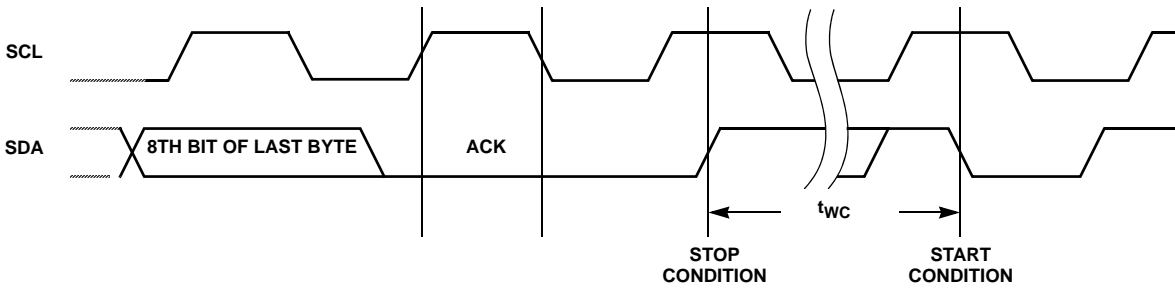 SCL
SDA
8TH BIT OF LAST BYTE
ACK
tWC
STOP
CONDITION
START
CONDITION